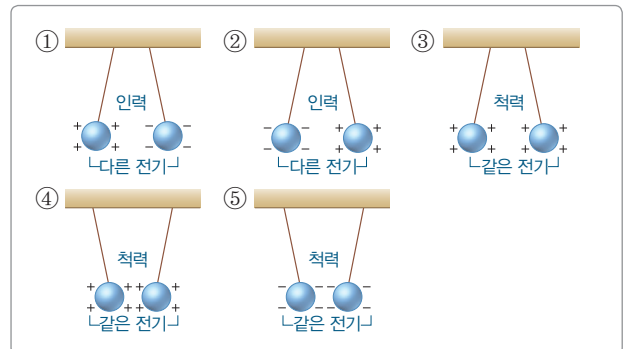 ① ② ③
인력 인력 척력
+ + + + − − − − − − − − + + + + + + + + + + + +
다른 전기 다른 전기 같은 전기
④ ⑤
척력 척력
+ + + + + + + + − − − − − − − −
같은 전기 같은 전기